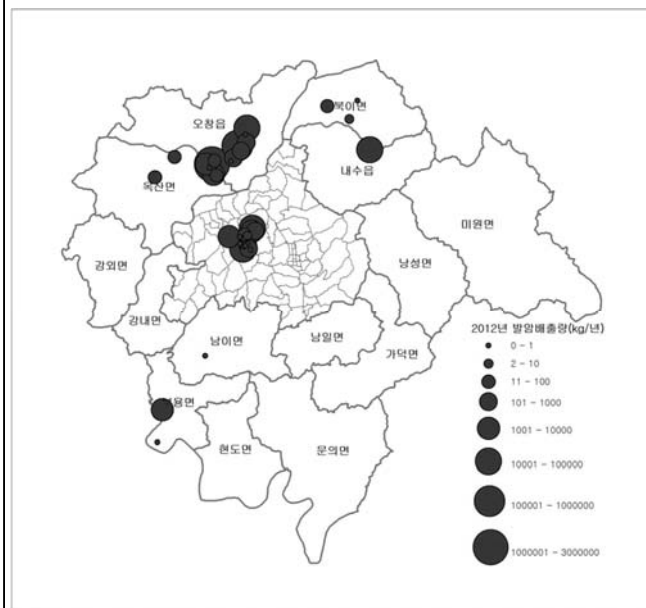 오창읍
북이면
내수읍
옥산면
미원면
강외면
낭성면
강내면
남이면
남일면
가덕면
용면
현도면
문의면
2012년 발암배출량(kg/년)
0 - 1
2 - 10
11 - 100
101 - 1000
1001 - 10000
10001 - 100000
100001 - 1000000
1000001 - 3000000